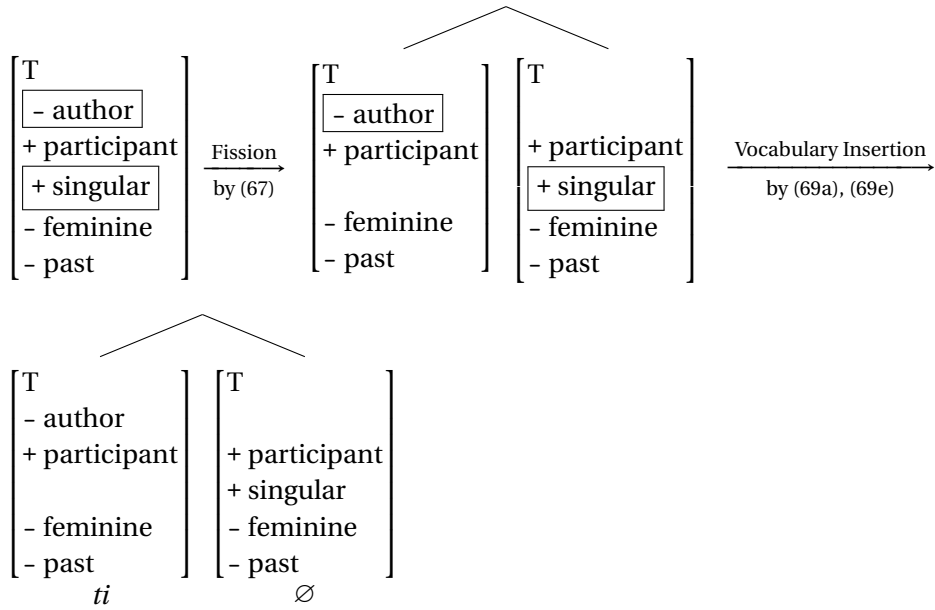 T
– author
+ participant
+ singular
– feminine
– past
Fission
by (67)
T
– author
+ participant
– feminine
– past
T
+ participant
+ singular
– feminine
– past
Vocabulary Insertion
by (69a), (69e)
T
– author
+ participant
– feminine
– past
ti
T
+ participant
+ singular
– feminine
– past
∅